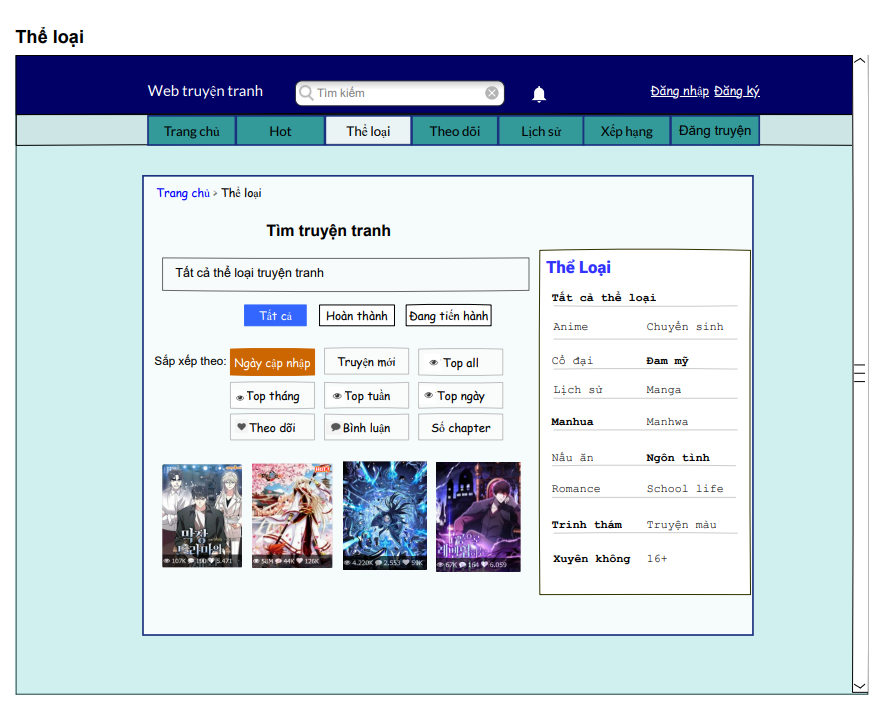 Thể loại
Web truyện tranh
Tìm kiếm
Đăng nhập Đăng ký
Trang chủ Hot Thể loại Theo dõi Lịch sử Xếp hạng Đăng truyện
Trang chủ > Thể loại
Tìm truyện tranh
Tất cả thể loại truyện tranh
Tất cả Hoàn thành Đang tiến hành
Sắp xếp theo: Ngày cập nhập Truyện mới Top all
Top tháng Top tuần Top ngày
Theo dõi Bình luận Số chapter
107K 190 5.471
58M 44K 126K
4.220K 2.553 59K
67K 164 6.059
Thể Loại
Tất cả thể loại
Anime Chuyển sinh
Cổ đại Đam mỹ
Lịch sử Manga
Manhua Manhwa
Nấu ăn Ngôn tình
Romance School life
Trinh thám Truyện màu
Xuyên không 16+